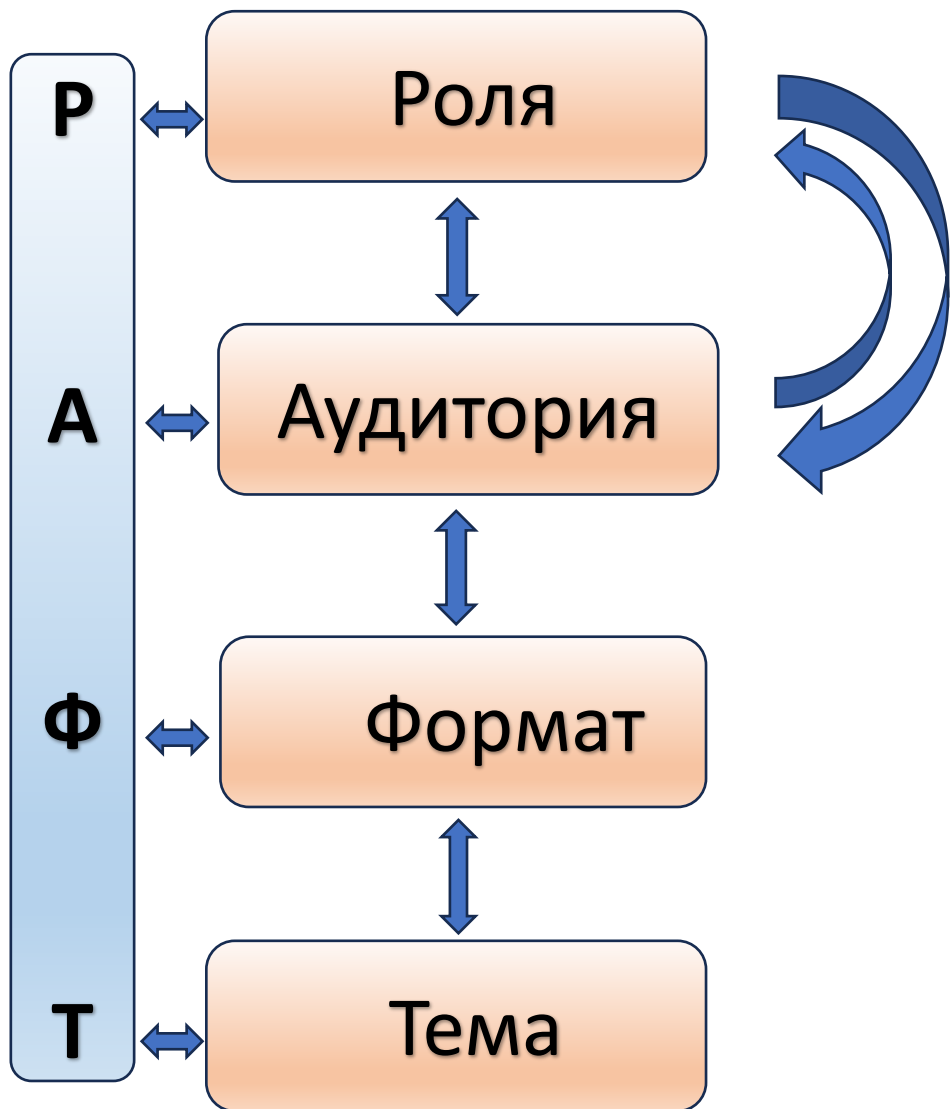 Р
Роля
А
Аудитория
Ф
Формат
Т
Тема